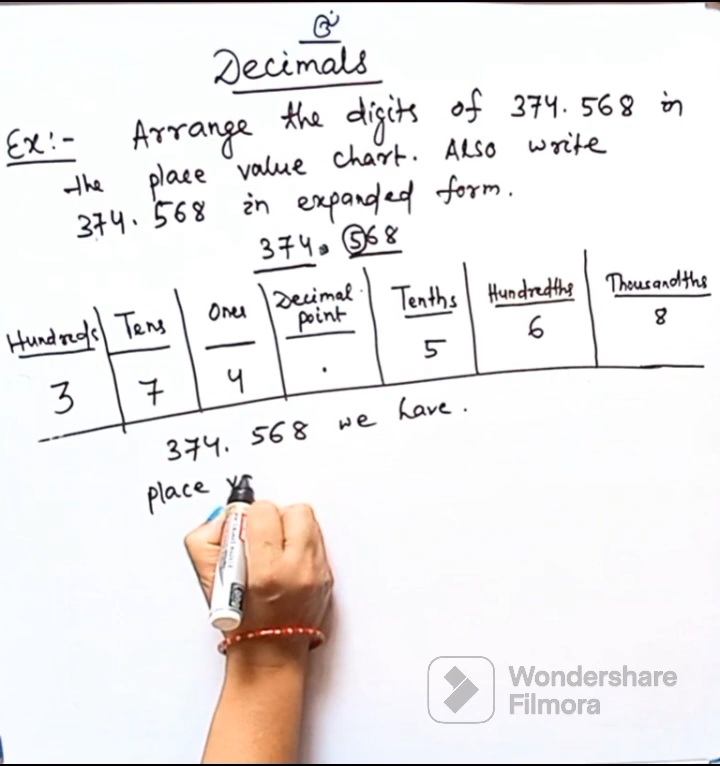 Decimals
Ex:- Arrange the digits of 374.568 in
the place value chart. Also write
374.568 in expanded form.
374.568
Hundreds Tens Ones Decimal point Tenths Hundredths Thousandths
3 7 4 . 5 6 8
374.568 we have.
place
Wondershare
Filmora